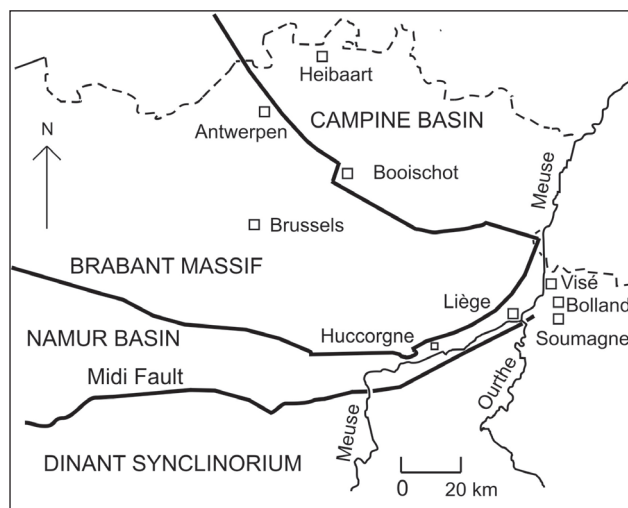 Heibaart
N
Antwerpen
CAMPINE BASIN
Meuse
Booischot
Brussels
BRABANT MASSIF
Visé
Liège
Bolland
NAMUR BASIN
Huccorgne
Soumagne
Midi Fault
Ourthe
Meuse
DINANT SYNCLINORIUM
0 20 km